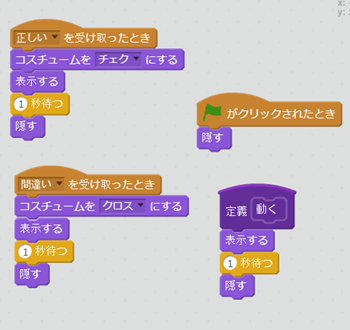 x:
y:
正しい を受け取ったとき
コスチュームを チェク にする
表示する
1 秒待つ
隠す
がクリックされたとき
隠す
間違い を受け取ったとき
コスチュームを クロス にする
表示する
1 秒待つ
隠す
定義 動く
表示する
1 秒待つ
隠す